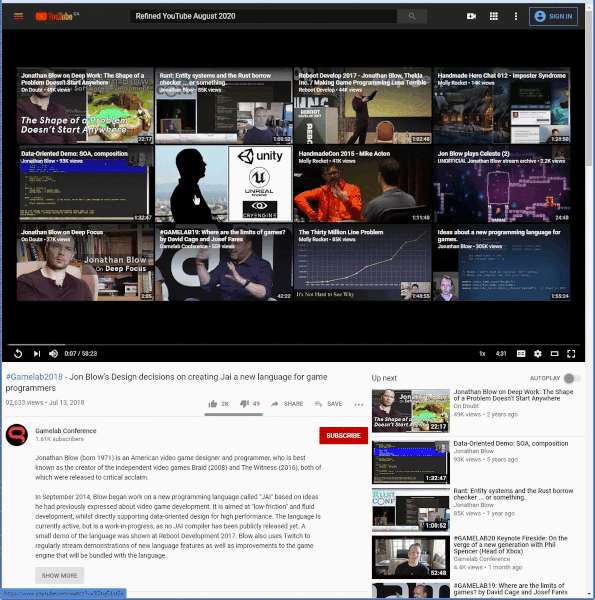 YouTube CA
Refined YouTube August 2020
SIGN IN
Jonathan Blow on Deep Work: The Shape of a
Problem Doesn't Start Anywhere
On Doubt • 49K views
The Shape of a Problem
Doesn't Start Anywhere
22:17
Rant: Entity systems and the Rust borrow
checker ... or something.
Jonathan Blow • 85K views
1:00:52
Reboot Develop 2017 - Jonathan Blow, Thekla
Inc. / Making Game Programming Less Terrible
Reboot Develop • 44K views
1:02:46
Handmade Hero Chat 012 - Imposter Syndrome
Molly Rocket • 14K views
1:28:58
Data-Oriented Demo: SOA, composition
Jonathan Blow • 93K views
1:32:47
unity
UNREAL
ENGINE
CRYENGINE
HandmadeCon 2015 - Mike Acton
Molly Rocket • 47K views
1:11:48
Jon Blow plays Celeste (2)
UNOFFICIAL Jonathan Blow stream archive • 2.2K views
24:48
Jonathan Blow on Deep Focus
On Doubt • 27K views
Jonathan Blow
On Deep Focus
2:05
#GAMELAB19: Where are the limits of games?
by David Cage and Josef Fares
Gamelab Conference • 559 views
42:22
The Thirty Million Line Problem
Molly Rocket • 85K views
It's Not Hard to See Why
1:48:55
Ideas about a new programming language for
games.
Jonathan Blow • 305K views
1:55:24
0:07 / 58:23
1x
4:31
#Gamelab2018 - Jon Blow's Design decisions on creating Jai a new language for game
programmers
92,633 views • Jul 13, 2018
2K
49
SHARE
SAVE
Gamelab Conference
1.61K subscribers
SUBSCRIBE
Jonathan Blow (born 1971) is an American video game designer and programmer, who is best
known as the creator of the independent video games Braid (2008) and The Witness (2016), both of
which were released to critical acclaim.
In September 2014, Blow began work on a new programming language called "JAI" based on ideas
he had previously expressed about video game development. It is aimed at "low-friction" and fluid
development, whilst directly supporting data-oriented design for high performance. The language is
currently active, but is a work-in-progress, as no JAI compiler has been publicly released yet. A
small demo of the language was shown at Reboot Development 2017. Blow also uses Twitch to
regularly stream demonstrations of new language features as well as improvements to the game
engine that will be bundled with the language.
SHOW MORE
Up next
AUTOPLAY
22:17
Jonathan Blow on Deep Work: The Shape
of a Problem Doesn't Start Anywhere
On Doubt
49K views • 2 years ago
1:32:47
Data-Oriented Demo: SOA, composition
Jonathan Blow
93K views • 5 years ago
1:00:52
Rant: Entity systems and the Rust borrow
checker ... or something.
Jonathan Blow
85K views • 1 year ago
52:48
#GAMELAB20 Keynote Fireside: On the
verge of a new generation with Phil
Spencer (Head of Xbox)
Gamelab Conference
4.4K views • 1 month ago
#GAMELAB19: Where are the limits of
games? by David Cage and Josef Fares
Gamelab Conference